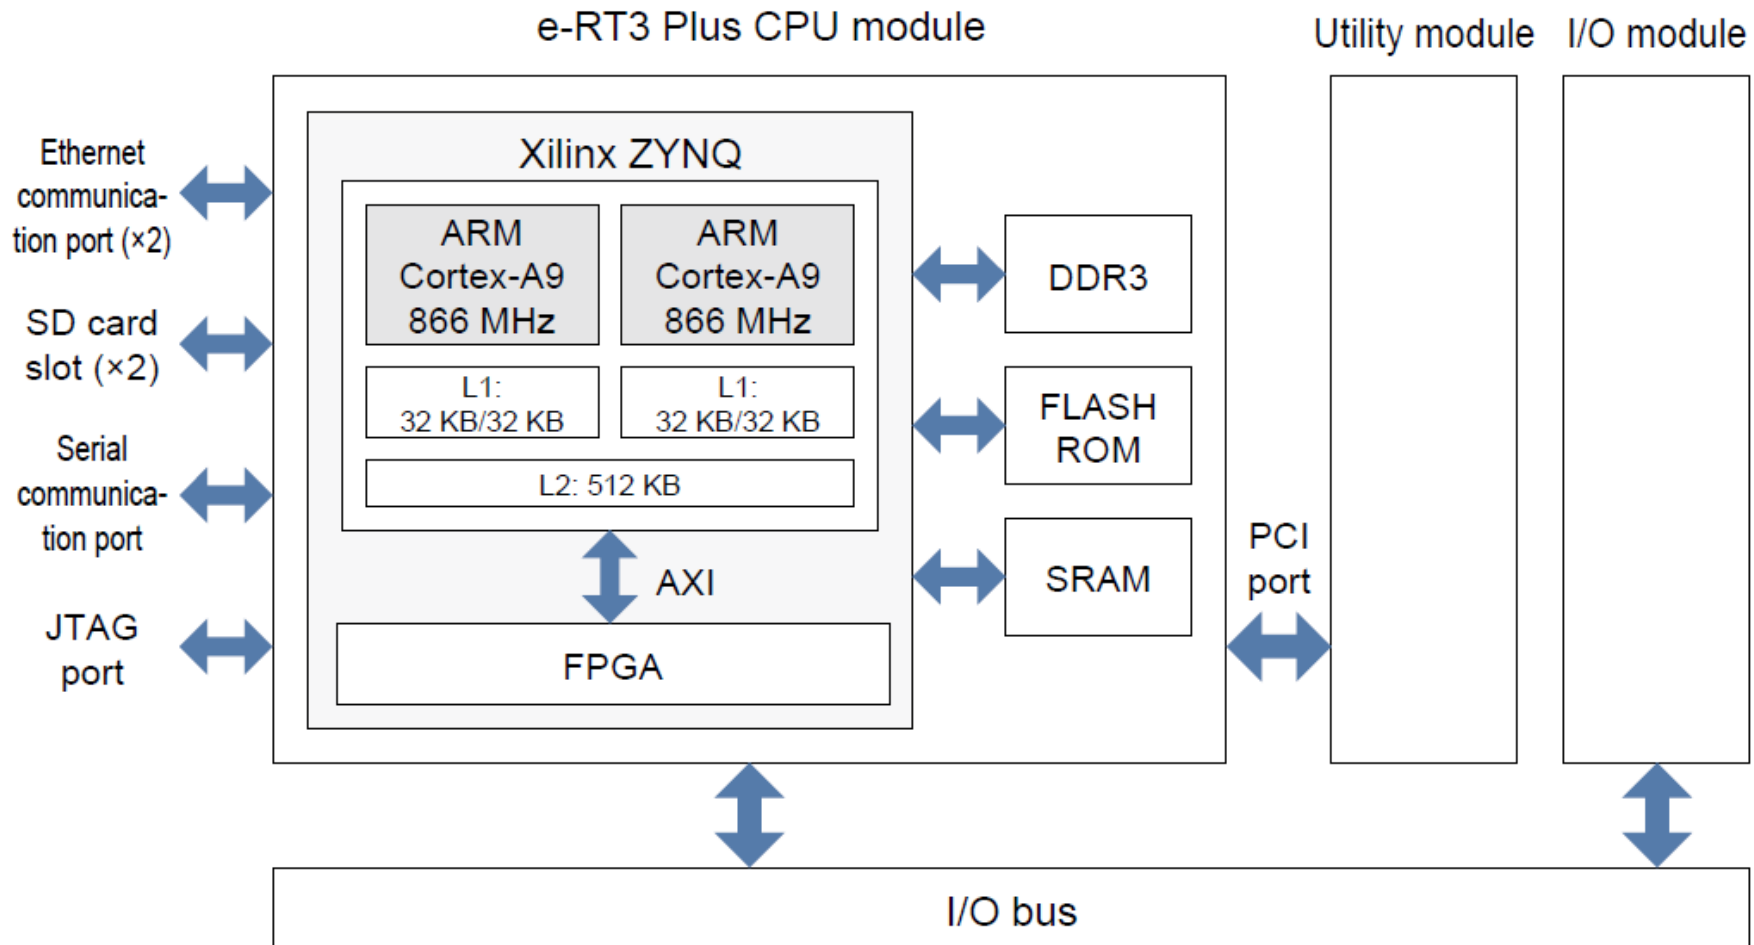 e-RT3 Plus CPU module
Utility module
I/O module
Ethernet
communica-
tion port (×2)
SD card
slot (×2)
Serial
communica-
tion port
JTAG
port
Xilinx ZYNQ
ARM
Cortex-A9
866 MHz
ARM
Cortex-A9
866 MHz
L1:
32 KB/32 KB
L1:
32 KB/32 KB
L2: 512 KB
AXI
FPGA
DDR3
FLASH
ROM
SRAM
PCI
port
I/O bus